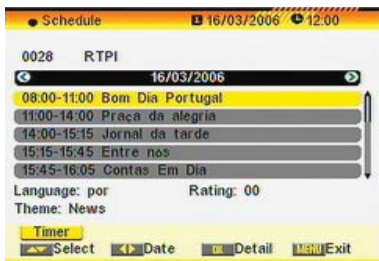 Schedule 16/03/2006 12:00
0028 RTPI
16/03/2006
08:00-11:00 Bom Dia Portugal
11:00-14:00 Praça da alegria
14:00-15:15 Jornal da tarde
15:15-15:45 Entre nos
15:45-16:05 Contas Em Dia
Language: por Rating: 00
Theme: News
Timer
Select Date OK Detail MENU Exit